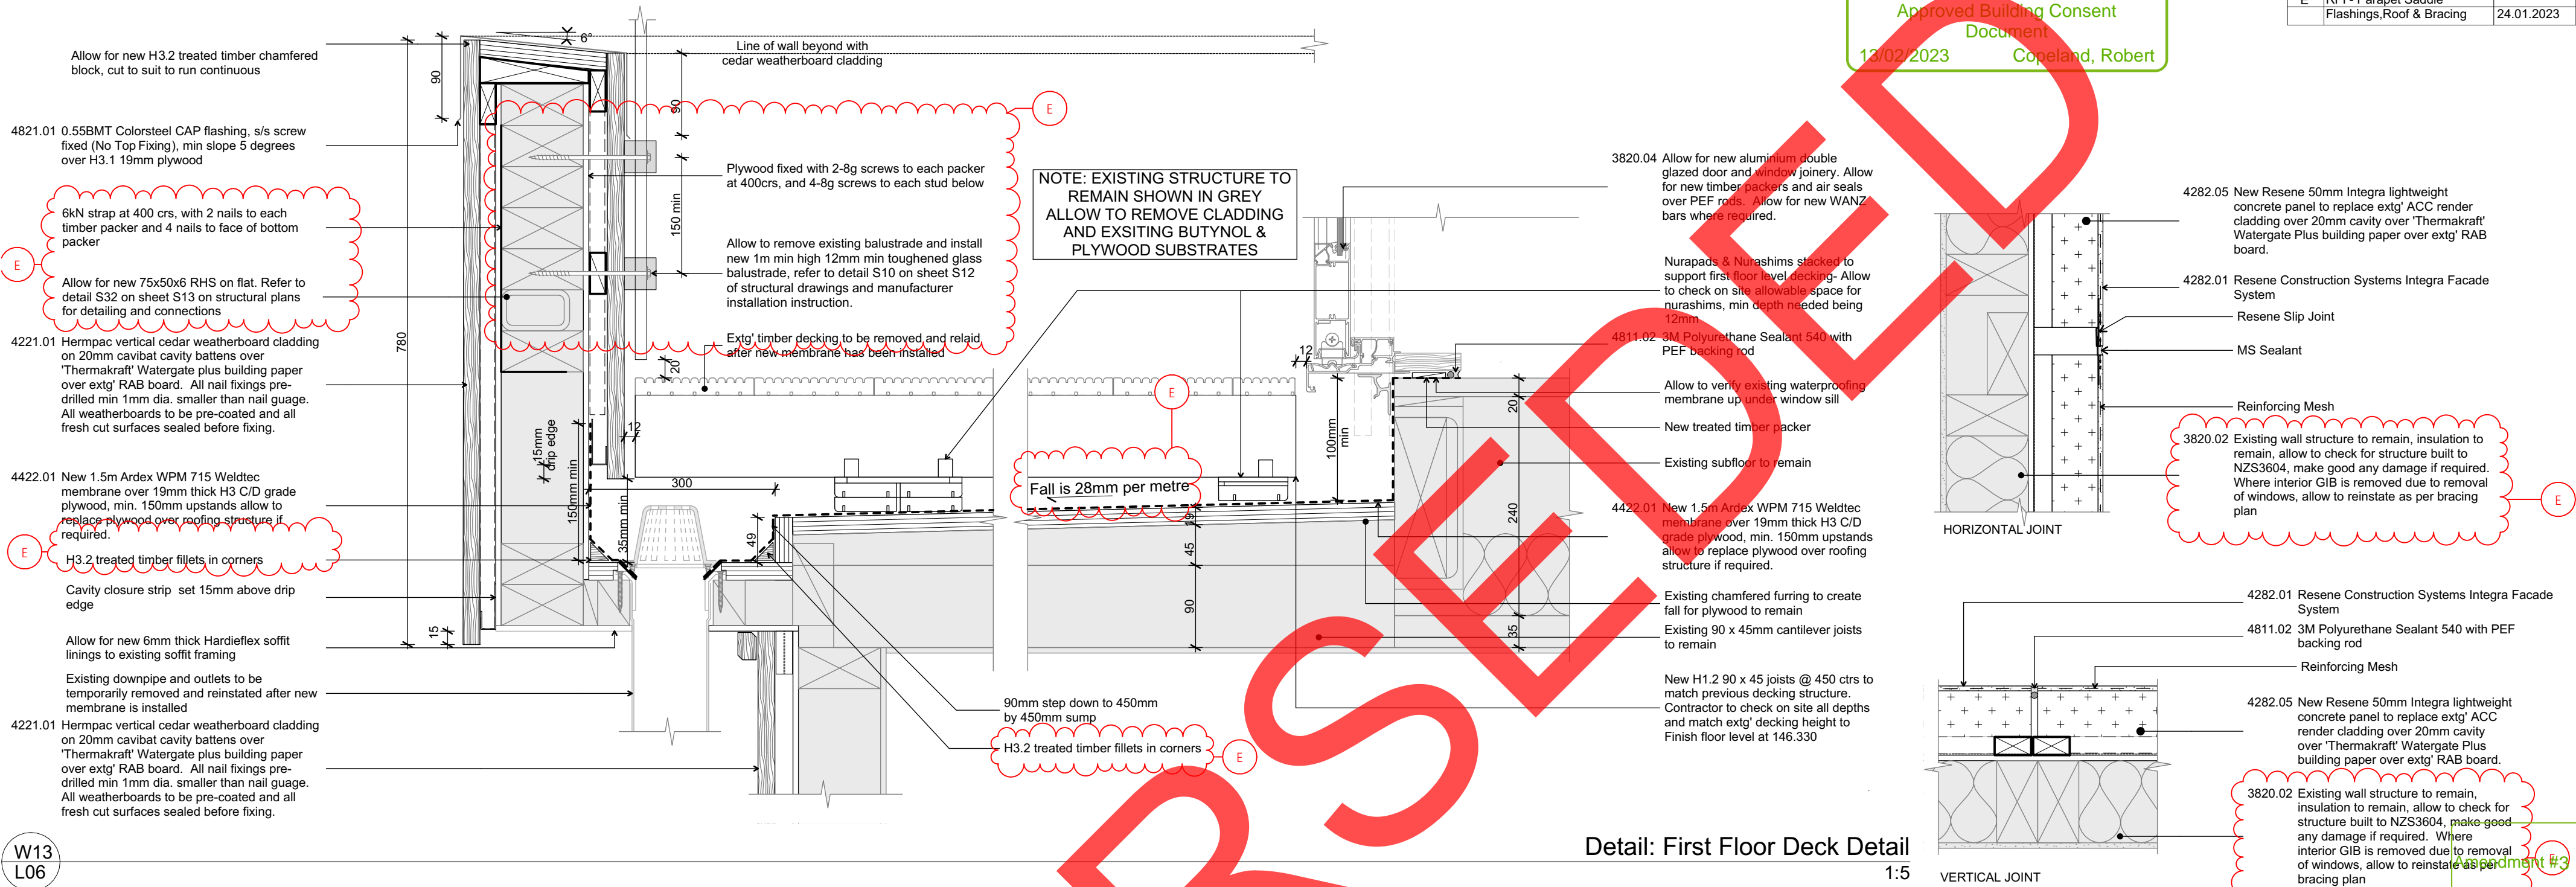 Allow for new H3.2 treated timber chamfered
block, cut to suit to run continuous
4821.01 0.55BMT Colorsteel CAP flashing, s/s screw
fixed (No Top Fixing), min slope 5 degrees
over H3.1 19mm plywood
6kN strap at 400 crs, with 2 nails to each
timber packer and 4 nails to face of bottom
packer
E
Allow for new 75x50x6 RHS on flat. Refer to
detail S32 on sheet S13 on structural plans
for detailing and connections
4221.01 Hermpac vertical cedar weatherboard cladding
on 20mm cavibat cavity battens over
'Thermakraft' Watergate plus building paper
over extg' RAB board. All nail fixings pre-
drilled min 1mm dia. smaller than nail guage.
All weatherboards to be pre-coated and all
fresh cut surfaces sealed before fixing.
4422.01 New 1.5m Ardex WPM 715 Weldtec
membrane over 19mm thick H3 C/D grade
plywood, min. 150mm upstands allow to
replace plywood over roofing structure if
required.
E
H3.2 treated timber fillets in corners
Cavity closure strip set 15mm above drip
edge
Allow for new 6mm thick Hardieflex soffit
linings to existing soffit framing
Existing downpipe and outlets to be
temporarily removed and reinstated after new
membrane is installed
4221.01 Hermpac vertical cedar weatherboard cladding
on 20mm cavibat cavity battens over
'Thermakraft' Watergate plus building paper
over extg' RAB board. All nail fixings pre-
drilled min 1mm dia. smaller than nail guage.
All weatherboards to be pre-coated and all
fresh cut surfaces sealed before fixing.
W13
L06
780
90
15
6°
90
150 min
20
12
15mm
drip edge
150mm min
35mm min
300
49
Line of wall beyond with
cedar weatherboard cladding
E
Plywood fixed with 2-8g screws to each packer
at 400crs, and 4-8g screws to each stud below
Allow to remove existing balustrade and install
new 1m min high 12mm min toughened glass
balustrade, refer to detail S10 on sheet S12
of structural drawings and manufacturer
installation instruction.
Extg' timber decking to be removed and relaid
after new membrane has been installed
NOTE: EXISTING STRUCTURE TO
REMAIN SHOWN IN GREY
ALLOW TO REMOVE CLADDING
AND EXSITING BUTYNOL &
PLYWOOD SUBSTRATES
E
Fall is 28mm per metre
90mm step down to 450mm
by 450mm sump
H3.2 treated timber fillets in corners
E
12
100mm
min
19
45
90
20
240
35
Approved Building Consent
Document
13/02/2023 Copeland, Robert
3820.04 Allow for new aluminium double
glazed door and window joinery. Allow
for new timber packers and air seals
over PEF rods. Allow for new WANZ
bars where required.
Nurapads & Nurashims stacked to
support first floor level decking- Allow
to check on site allowable space for
nurashims, min depth needed being
12mm
4811.02 3M Polyurethane Sealant 540 with
PEF backing rod
Allow to verify existing waterproofing
membrane up under window sill
New treated timber packer
Existing subfloor to remain
4422.01 New 1.5m Ardex WPM 715 Weldtec
membrane over 19mm thick H3 C/D
grade plywood, min. 150mm upstands
allow to replace plywood over roofing
structure if required.
Existing chamfered furring to create
fall for plywood to remain
Existing 90 x 45mm cantilever joists
to remain
New H1.2 90 x 45 joists @ 450 ctrs to
match previous decking structure.
Contractor to check on site all depths
and match extg' decking height to
Finish floor level at 146.330
Detail: First Floor Deck Detail
1:5
RSEDED
E RFI - Parapet Saddle
Flashings,Roof & Bracing 24.01.2023
4282.05 New Resene 50mm Integra lightweight
concrete panel to replace extg' ACC render
cladding over 20mm cavity over 'Thermakraft'
Watergate Plus building paper over extg' RAB
board.
4282.01 Resene Construction Systems Integra Facade
System
Resene Slip Joint
MS Sealant
Reinforcing Mesh
3820.02 Existing wall structure to remain, insulation to
remain, allow to check for structure built to
NZS3604, make good any damage if required.
Where interior GIB is removed due to removal
of windows, allow to reinstate as per bracing
plan
E
HORIZONTAL JOINT
4282.01 Resene Construction Systems Integra Facade
System
4811.02 3M Polyurethane Sealant 540 with PEF
backing rod
Reinforcing Mesh
4282.05 New Resene 50mm Integra lightweight
concrete panel to replace extg' ACC
render cladding over 20mm cavity
over 'Thermakraft' Watergate Plus
building paper over extg' RAB board.
3820.02 Existing wall structure to remain,
insulation to remain, allow to check for
structure built to NZS3604, make good
any damage if required. Where
interior GIB is removed due to removal
of windows, allow to reinstate as per
bracing plan
E
Amendment #3
VERTICAL JOINT